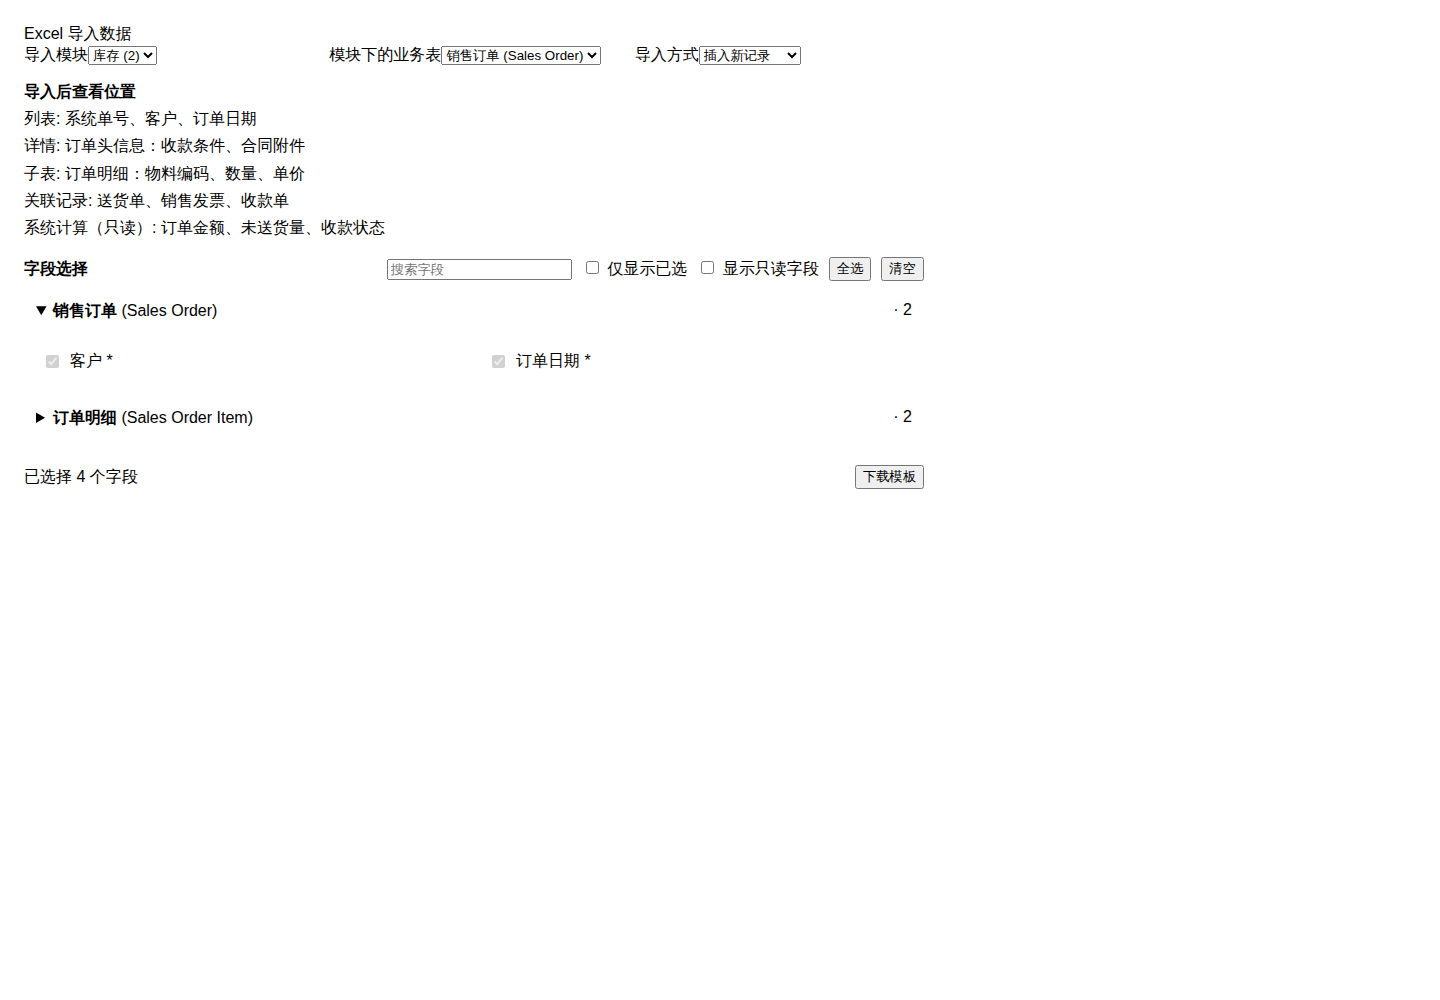 Excel 导入数据
导入模块 库存 (2) 模块下的业务表 销售订单 (Sales Order) 导入方式 插入新记录
导入后查看位置
列表: 系统单号、客户、订单日期
详情: 订单头信息：收款条件、合同附件
子表: 订单明细：物料编码、数量、单价
关联记录: 送货单、销售发票、收款单
系统计算（只读）: 订单金额、未送货量、收款状态
字段选择 搜索字段 仅显示已选 显示只读字段 全选 清空
销售订单 (Sales Order) · 2
客户 * 订单日期 *
订单明细 (Sales Order Item) · 2
已选择 4 个字段 下载模板